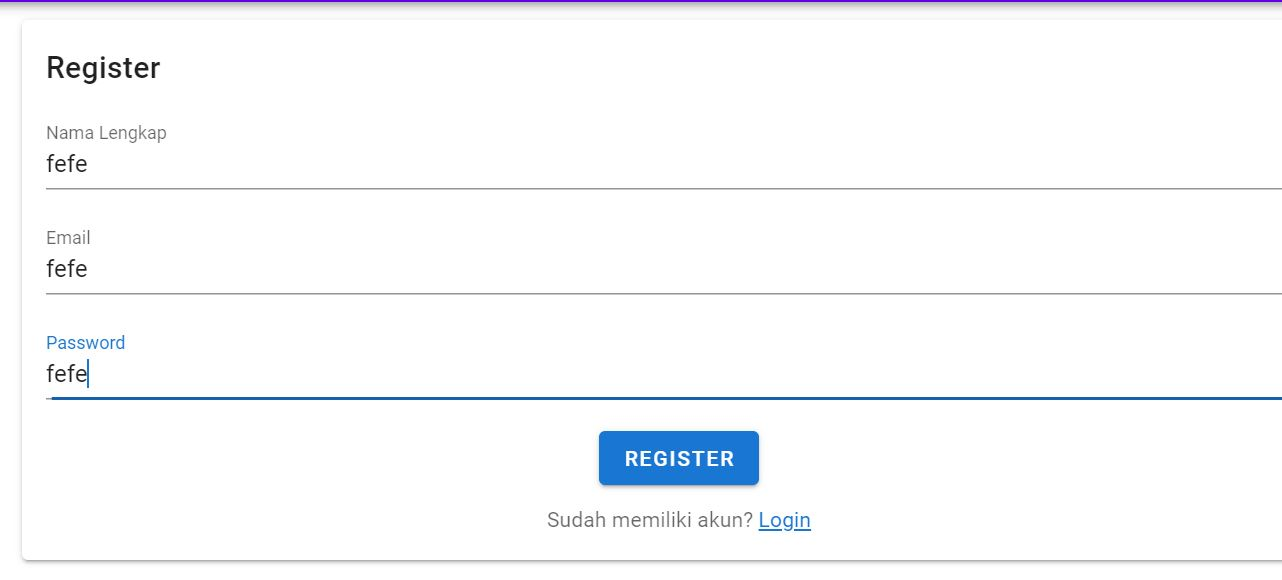 Register
Nama Lengkap
fefe
Email
fefe
Password
fefe
REGISTER
Sudah memiliki akun? Login